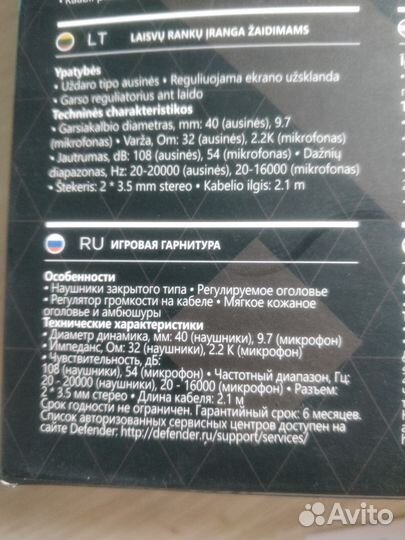 LT LAISVŲ RANKŲ ĮRANGA ŽAIDIMAMS
Ypatybės
• Uždaro tipo ausinės • Reguliuojama ekrano užsklanda
• Garso reguliatorius ant laido
Techninės charakteristikos
• Garsiakalbio diametras, mm: 40 (ausinės), 9.7
(mikrofonas) • Varža, Om: 32 (ausinės), 2.2K (mikrofonas)
• Jautrumas, dB: 108 (ausinės), 54 (mikrofonas) • Dažnių
diapazonas, Hz: 20-20000 (ausinės), 20-16000 (mikrofonas)
• Štekeris: 2 * 3.5 mm stereo • Kabelio ilgis: 2.1 m
RU ИГРОВАЯ ГАРНИТУРА
Особенности
• Наушники закрытого типа • Регулируемое оголовье
• Регулятор громкости на кабеле • Мягкое кожаное
оголовье и амбюшуры
Технические характеристики
• Диаметр динамика, мм: 40 (наушники), 9.7 (микрофон)
• Импеданс, Ом: 32 (наушники), 2.2 K (микрофон)
• Чувствительность, дБ:
108 (наушники), 54 (микрофон) • Частотный диапазон, Гц:
20 - 20000 (наушники), 20 - 16000 (микрофон) • Разъем:
2 * 3.5 мм стерео • Длина кабеля: 2.1 м
Срок годности не ограничен. Гарантийный срок: 6 месяцев.
Список авторизованных сервисных центров доступен на
сайте Defender: http://defender.ru/support/services/
Avito